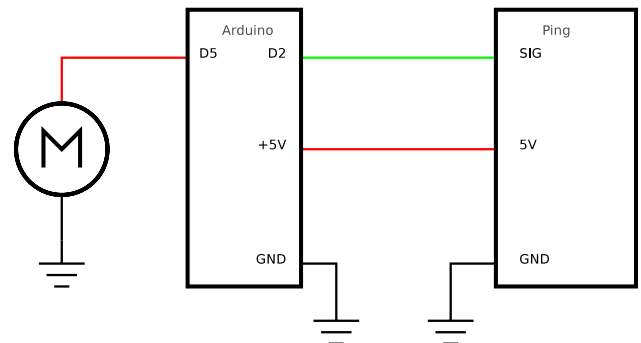 Arduino
Ping
D5
D2
SIG
M
+5V
5V
GND
GND